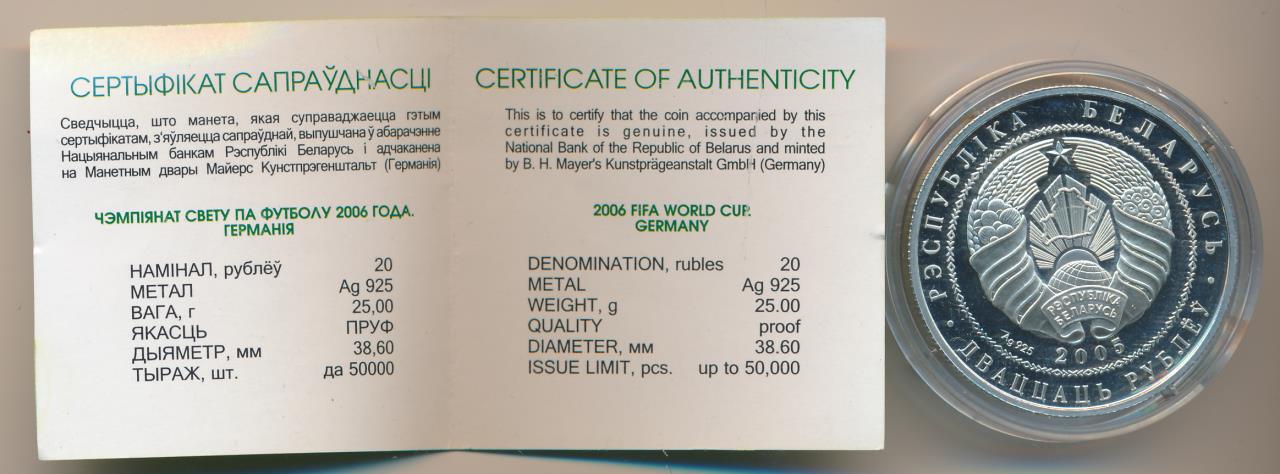 СЕРТЫФІКАТ САПРАЎДНАСЦІ
Сведчыцца, што манета, якая суправаджаецца гэтым
сертыфікатам, з'яўляецца сапраўднай, выпушчана ў абарачэнне
Нацыянальным банкам Рэспублікі Беларусь і адчаканена
на Манетным двары Майерс Кунстпрэгенштальт (Германія)
ЧЭМПІЯНАТ СВЕТУ ПА ФУТБОЛУ 2006 ГОДА.
ГЕРМАНІЯ
НАМІНАЛ, рублёў 20
МЕТАЛ Ag 925
ВАГА, г 25,00
ЯКАСЦЬ ПРУФ
ДЫЯМЕТР, мм 38,60
ТЫРАЖ, шт. да 50000
CERTIFICATE OF AUTHENTICITY
This is to certify that the coin accompanied by this
certificate is genuine, issued by the
National Bank of the Republic of Belarus and minted
by B. H. Mayer's Kunstprägeanstalt GmbH (Germany)
2006 FIFA WORLD CUP.
GERMANY
DENOMINATION, rubles 20
METAL Ag 925
WEIGHT, g 25.00
QUALITY proof
DIAMETER, мм 38.60
ISSUE LIMIT, pcs. up to 50,000
РЭСПУБЛІКА БЕЛАРУСЬ
РЭСПУБЛІКА
БЕЛАРУСЬ
Ag 925
2005
ДВАЦЦАЦЬ РУБЛЁЎ